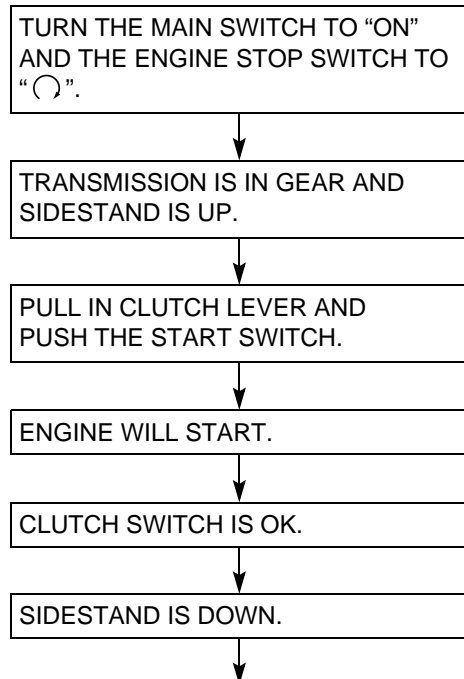 TURN THE MAIN SWITCH TO “ON”
AND THE ENGINE STOP SWITCH TO
“ ”.
TRANSMISSION IS IN GEAR AND
SIDESTAND IS UP.
PULL IN CLUTCH LEVER AND
PUSH THE START SWITCH.
ENGINE WILL START.
CLUTCH SWITCH IS OK.
SIDESTAND IS DOWN.